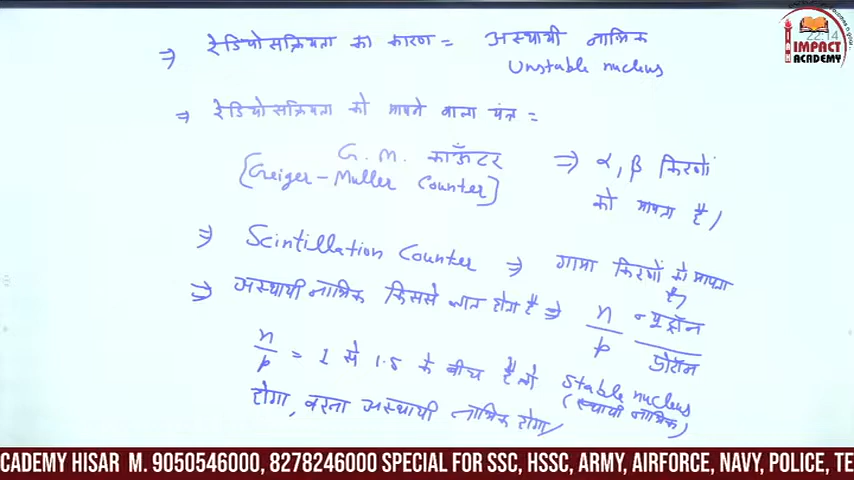 ⇒ रेडियोसक्रियता का कारण = अस्थायी नाभिक
Unstable nucleus
⇒ रेडियोसक्रियता को मापने वाला यंत्र =
G. M. काउँटर ⇒ α, β किरणों
{Geiger-Muller Counter} को मापता है/
⇒ Scintillation Counter ⇒ गामा किरणों को मापता
है/
⇒ अस्थायी नाभिक किससे ज्ञात होगा है ⇒ n/p न्यूट्रॉन/प्रोटॉन
n/p = 1 से 1.5 के बीच है तो Stable nucleus
(स्थायी नाभिक)
होगा, वरना अस्थायी नाभिक होगा/
22:14
IMPACT
ACADEMY
CADEMY HISAR M. 9050546000, 8278246000 SPECIAL FOR SSC, HSSC, ARMY, AIRFORCE, NAVY, POLICE, TE